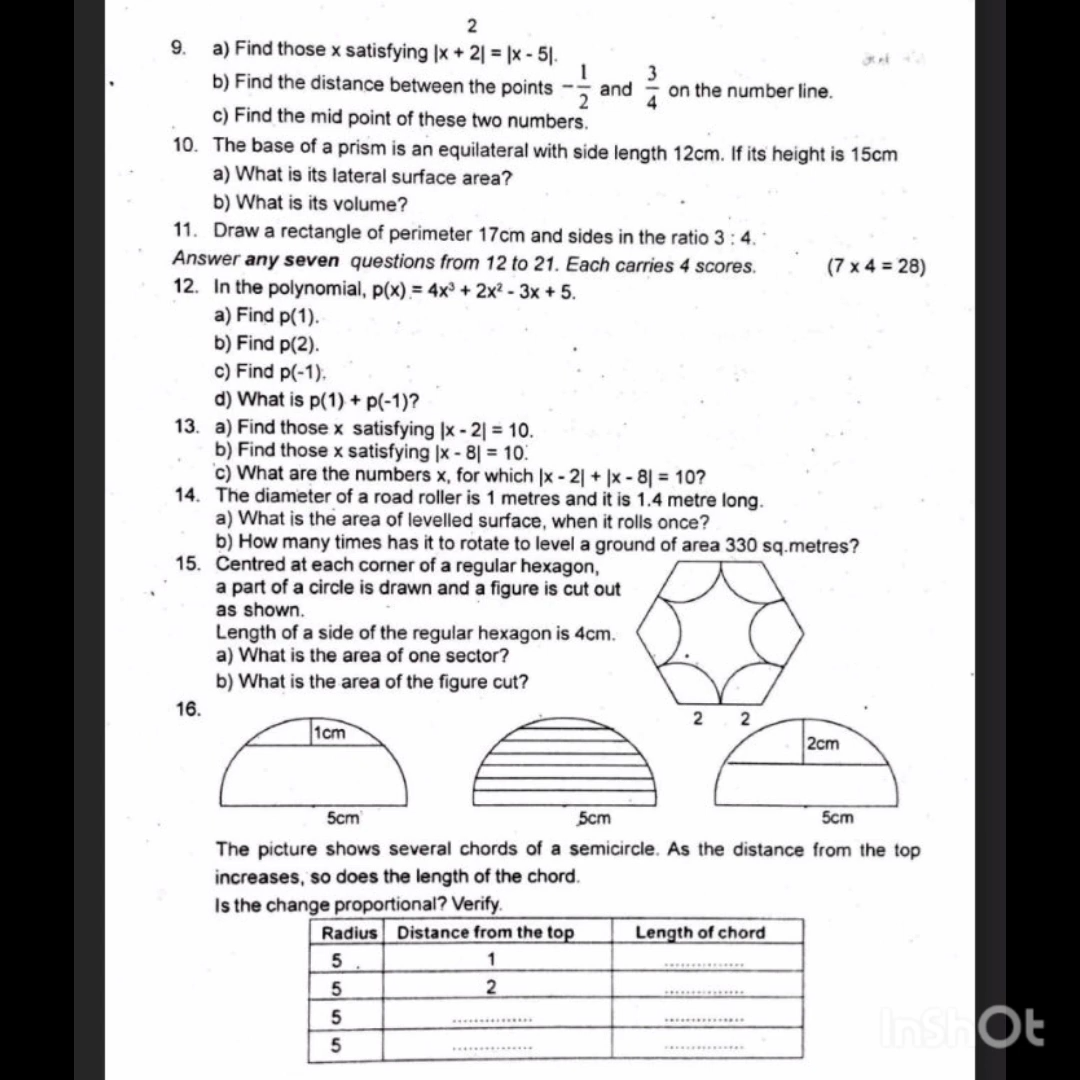 2
9. a) Find those x satisfying |x + 2| = |x - 5|.
b) Find the distance between the points -1/2 and 3/4 on the number line.
c) Find the mid point of these two numbers.
10. The base of a prism is an equilateral with side length 12cm. If its height is 15cm
a) What is its lateral surface area?
b) What is its volume?
11. Draw a rectangle of perimeter 17cm and sides in the ratio 3 : 4.
Answer any seven questions from 12 to 21. Each carries 4 scores. (7 x 4 = 28)
12. In the polynomial, p(x) = 4x³ + 2x² - 3x + 5.
a) Find p(1).
b) Find p(2).
c) Find p(-1).
d) What is p(1) + p(-1)?
13. a) Find those x satisfying |x - 2| = 10.
b) Find those x satisfying |x - 8| = 10.
c) What are the numbers x, for which |x - 2| + |x - 8| = 10?
14. The diameter of a road roller is 1 metres and it is 1.4 metre long.
a) What is the area of levelled surface, when it rolls once?
b) How many times has it to rotate to level a ground of area 330 sq.metres?
15. Centred at each corner of a regular hexagon,
a part of a circle is drawn and a figure is cut out
as shown.
Length of a side of the regular hexagon is 4cm.
a) What is the area of one sector?
b) What is the area of the figure cut?
2 2
16.
1cm
2cm
5cm 5cm 5cm
The picture shows several chords of a semicircle. As the distance from the top
increases, so does the length of the chord.
Is the change proportional? Verify.
Radius Distance from the top Length of chord
5 1 ...............
5 2 ...............
5 ............... ...............
5 ............... ...............
InShOt